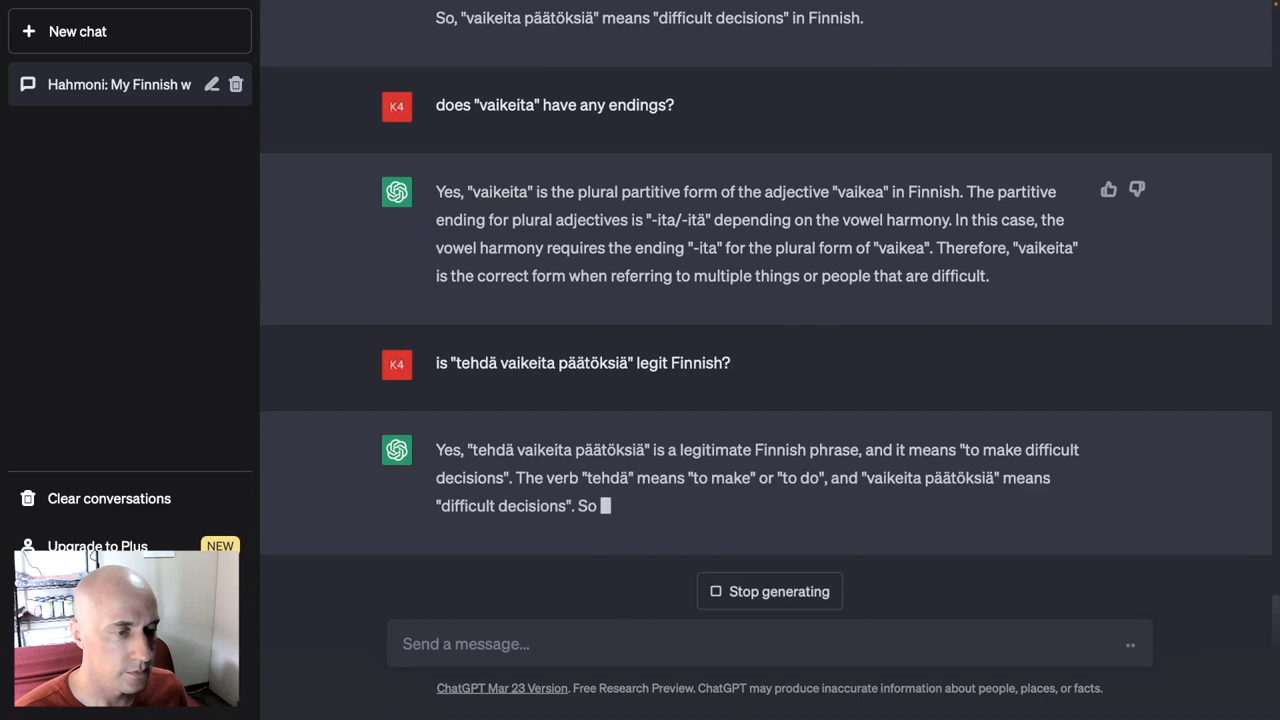 So, "vaikeita päätöksiä" means "difficult decisions" in Finnish.
New chat
Hahmoni: My Finnish w
K4
does "vaikeita" have any endings?
Yes, "vaikeita" is the plural partitive form of the adjective "vaikea" in Finnish. The partitive
ending for plural adjectives is "-ita/-itä" depending on the vowel harmony. In this case, the
vowel harmony requires the ending "-ita" for the plural form of "vaikea". Therefore, "vaikeita"
is the correct form when referring to multiple things or people that are difficult.
K4
is "tehdä vaikeita päätöksiä" legit Finnish?
Yes, "tehdä vaikeita päätöksiä" is a legitimate Finnish phrase, and it means "to make difficult
decisions". The verb "tehdä" means "to make" or "to do", and "vaikeita päätöksiä" means
"difficult decisions". So
Clear conversations
Upgrade to Plus NEW
Stop generating
Send a message...
ChatGPT Mar 23 Version. Free Research Preview. ChatGPT may produce inaccurate information about people, places, or facts.